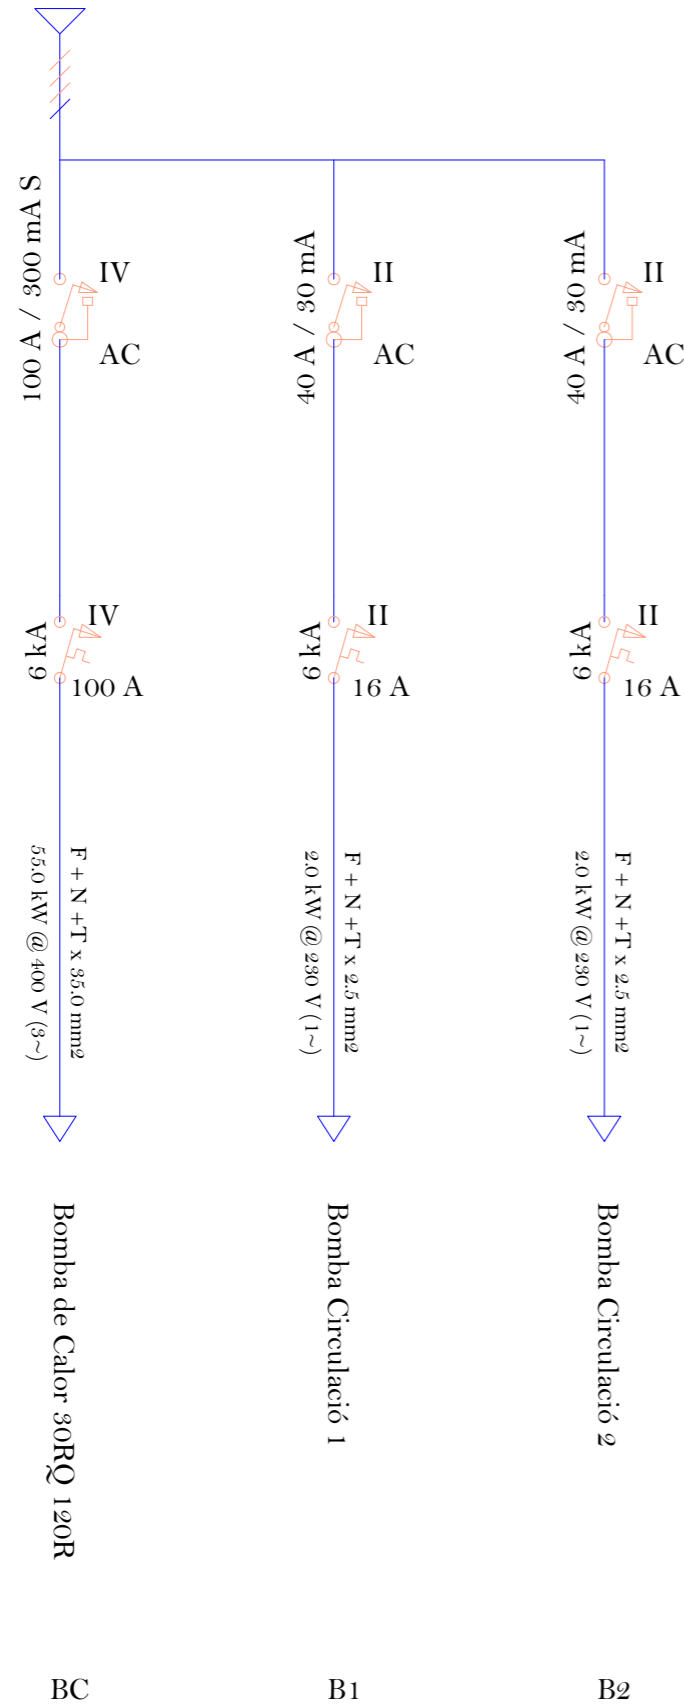 100 A / 300 mA S
IV
AC
40 A / 30 mA
II
AC
40 A / 30 mA
II
AC
6 kA
IV
100 A
6 kA
II
16 A
6 kA
II
16 A
F + N +T x 35.0 mm2
55.0 kW @ 400 V (3~)
F + N +T x 2.5 mm2
2.0 kW @ 230 V (1~)
F + N +T x 2.5 mm2
2.0 kW @ 230 V (1~)
Bomba de Calor 30RQ 120R
Bomba Circulació 1
Bomba Circulació 2
BC
B1
B2